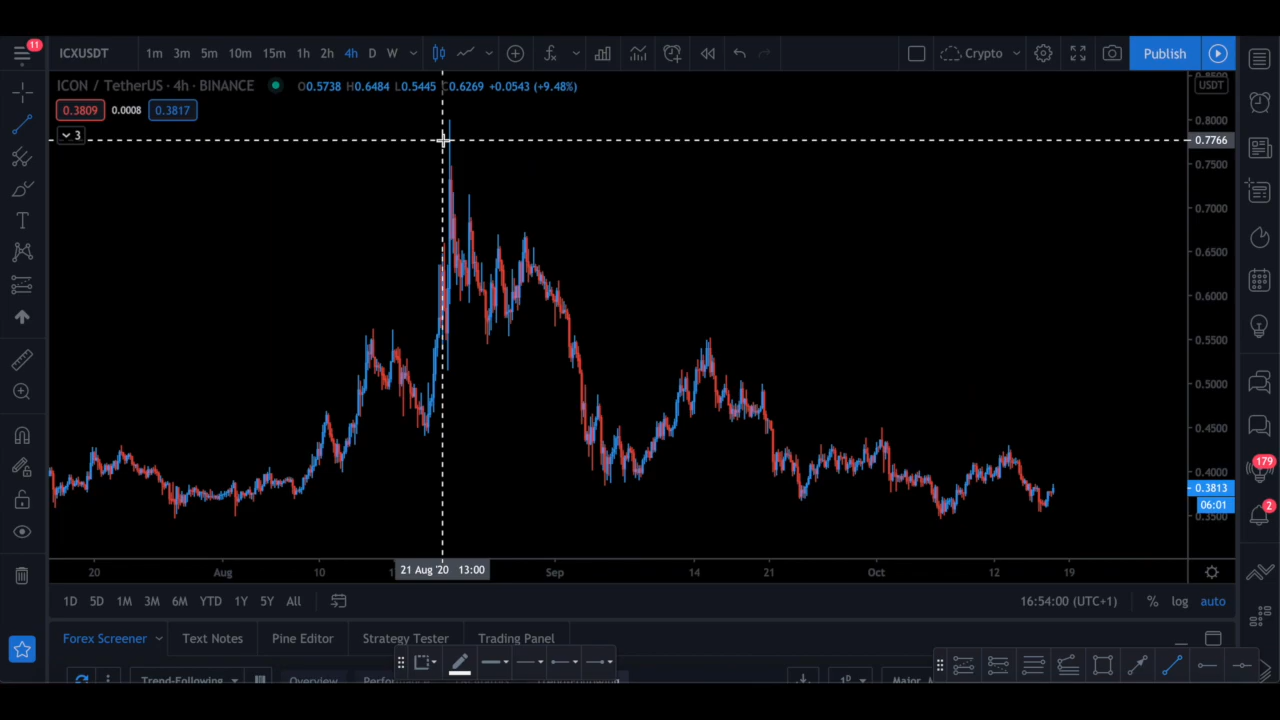 11
ICXUSDT 1m 3m 5m 10m 15m 1h 2h 4h D W Crypto Publish
ICON / TetherUS · 4h · BINANCE O0.5738 H0.6484 L0.5445 C0.6269 +0.0543 (+9.48%)
USDT
0.3809 0.0008 0.3817
3
0.8000
0.7766
0.7500
0.7000
0.6500
0.6000
0.5500
0.5000
0.4500
0.4000
179
0.3813
06:01
2
0.3500
20 Aug 10 21 Aug '20 13:00 Sep 14 21 Oct 12 19
1D 5D 1M 3M 6M YTD 1Y 5Y All 16:54:00 (UTC+1) % log auto
Forex Screener Text Notes Pine Editor Strategy Tester Trading Panel
Trend-Following Overview